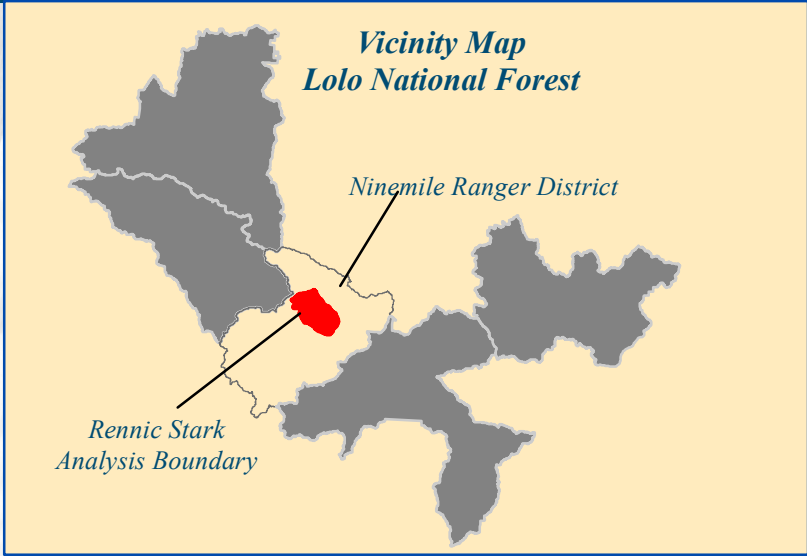 Vicinity Map
Lolo National Forest
Ninemile Ranger District
Rennic Stark
Analysis Boundary